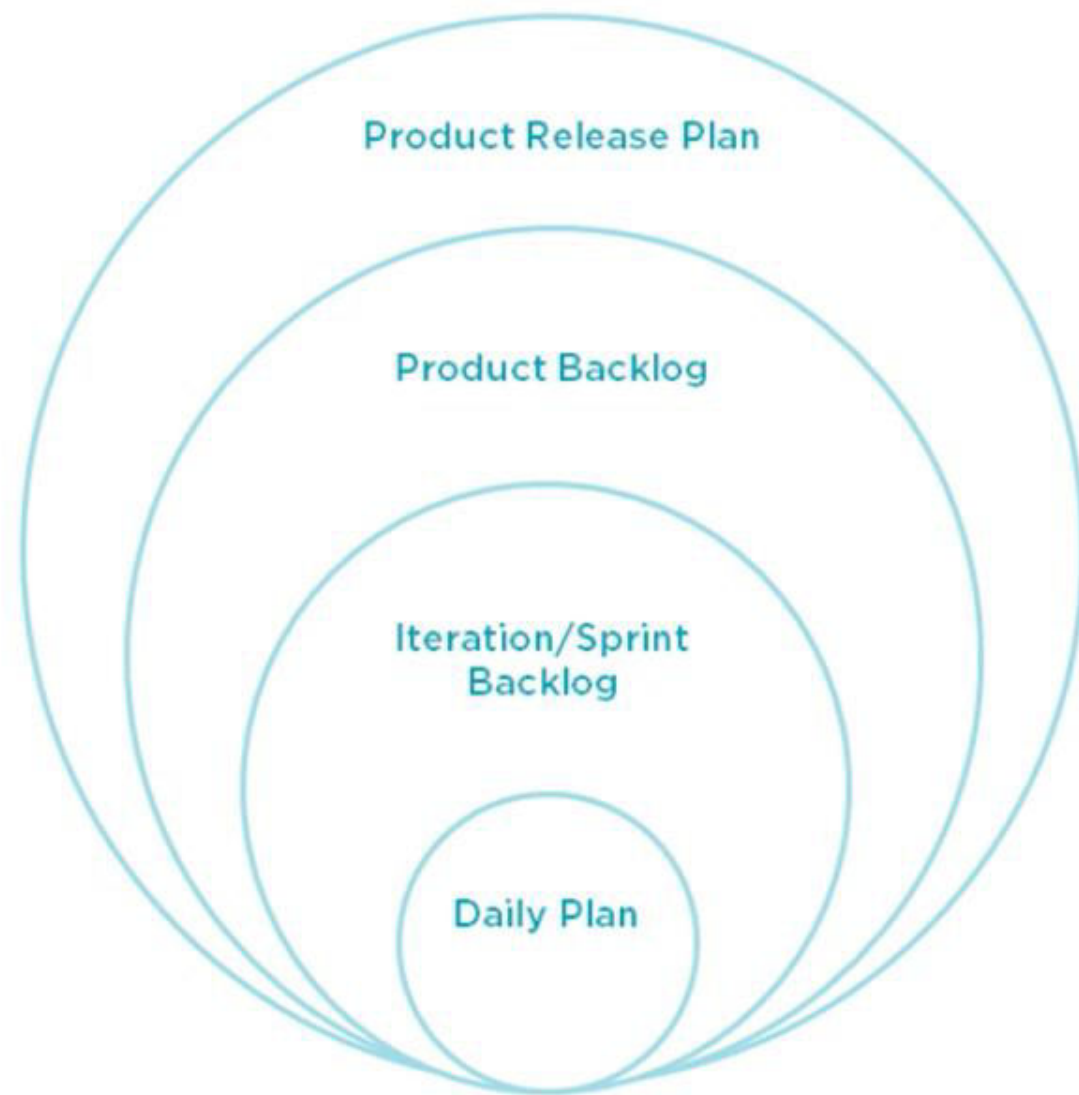 Product Release Plan
Product Backlog
Iteration/Sprint
Backlog
Daily Plan